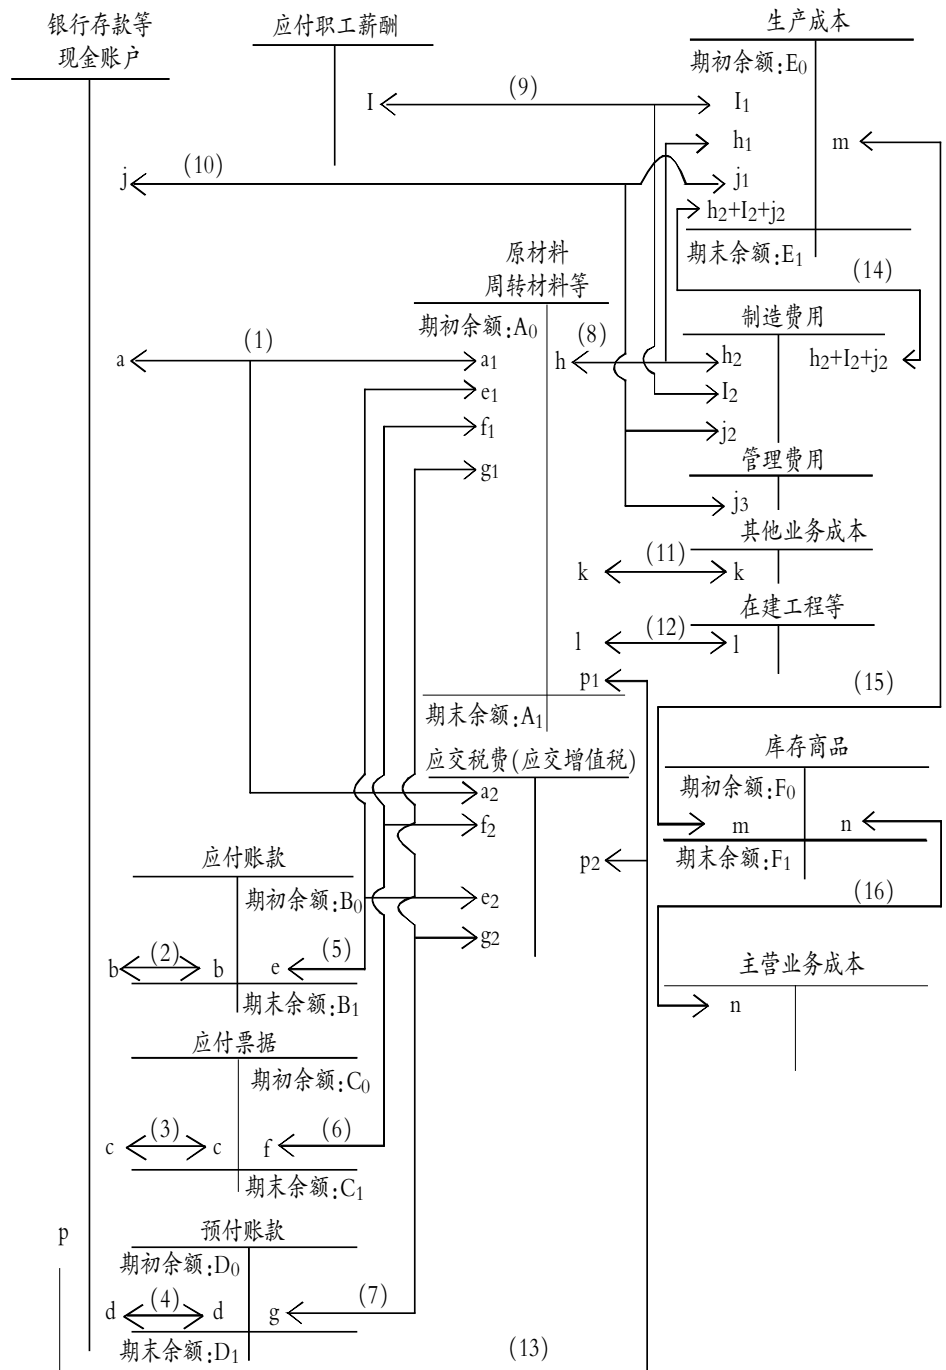 银行存款等
现金账户
应付职工薪酬
生产成本
期初余额:E0
I
(9)
I1
h1
m
j
(10)
j1
h2+I2+j2
期末余额:E1
(14)
原材料
周转材料等
期初余额:A0
制造费用
a
(1)
a1
h
(8)
h2
h2+I2+j2
e1
I2
f1
j2
g1
管理费用
j3
其他业务成本
k
(11)
k
在建工程等
l
(12)
l
p1
(15)
期末余额:A1
库存商品
应交税费(应交增值税)
期初余额:F0
a2
f2
m
n
应付账款
p2
期末余额:F1
期初余额:B0
e2
(16)
g2
b
(2)
b
e
(5)
主营业务成本
期末余额:B1
n
应付票据
期初余额:C0
c
(3)
c
f
(6)
期末余额:C1
p
预付账款
期初余额:D0
d
(4)
d
g
(7)
期末余额:D1
(13)